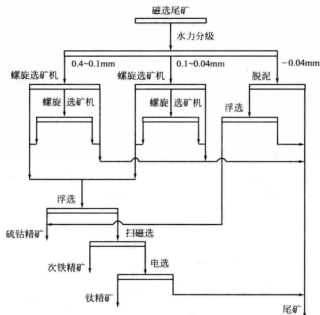 磁选尾矿
水力分级
0.4~0.1mm
0.1~0.04mm
-0.04mm
螺旋选矿机
螺旋选矿机
脱泥
螺旋 选矿机
螺旋 选矿机
浮选
浮选
硫钴精矿
扫磁选
次铁精矿
电选
钛精矿
尾矿